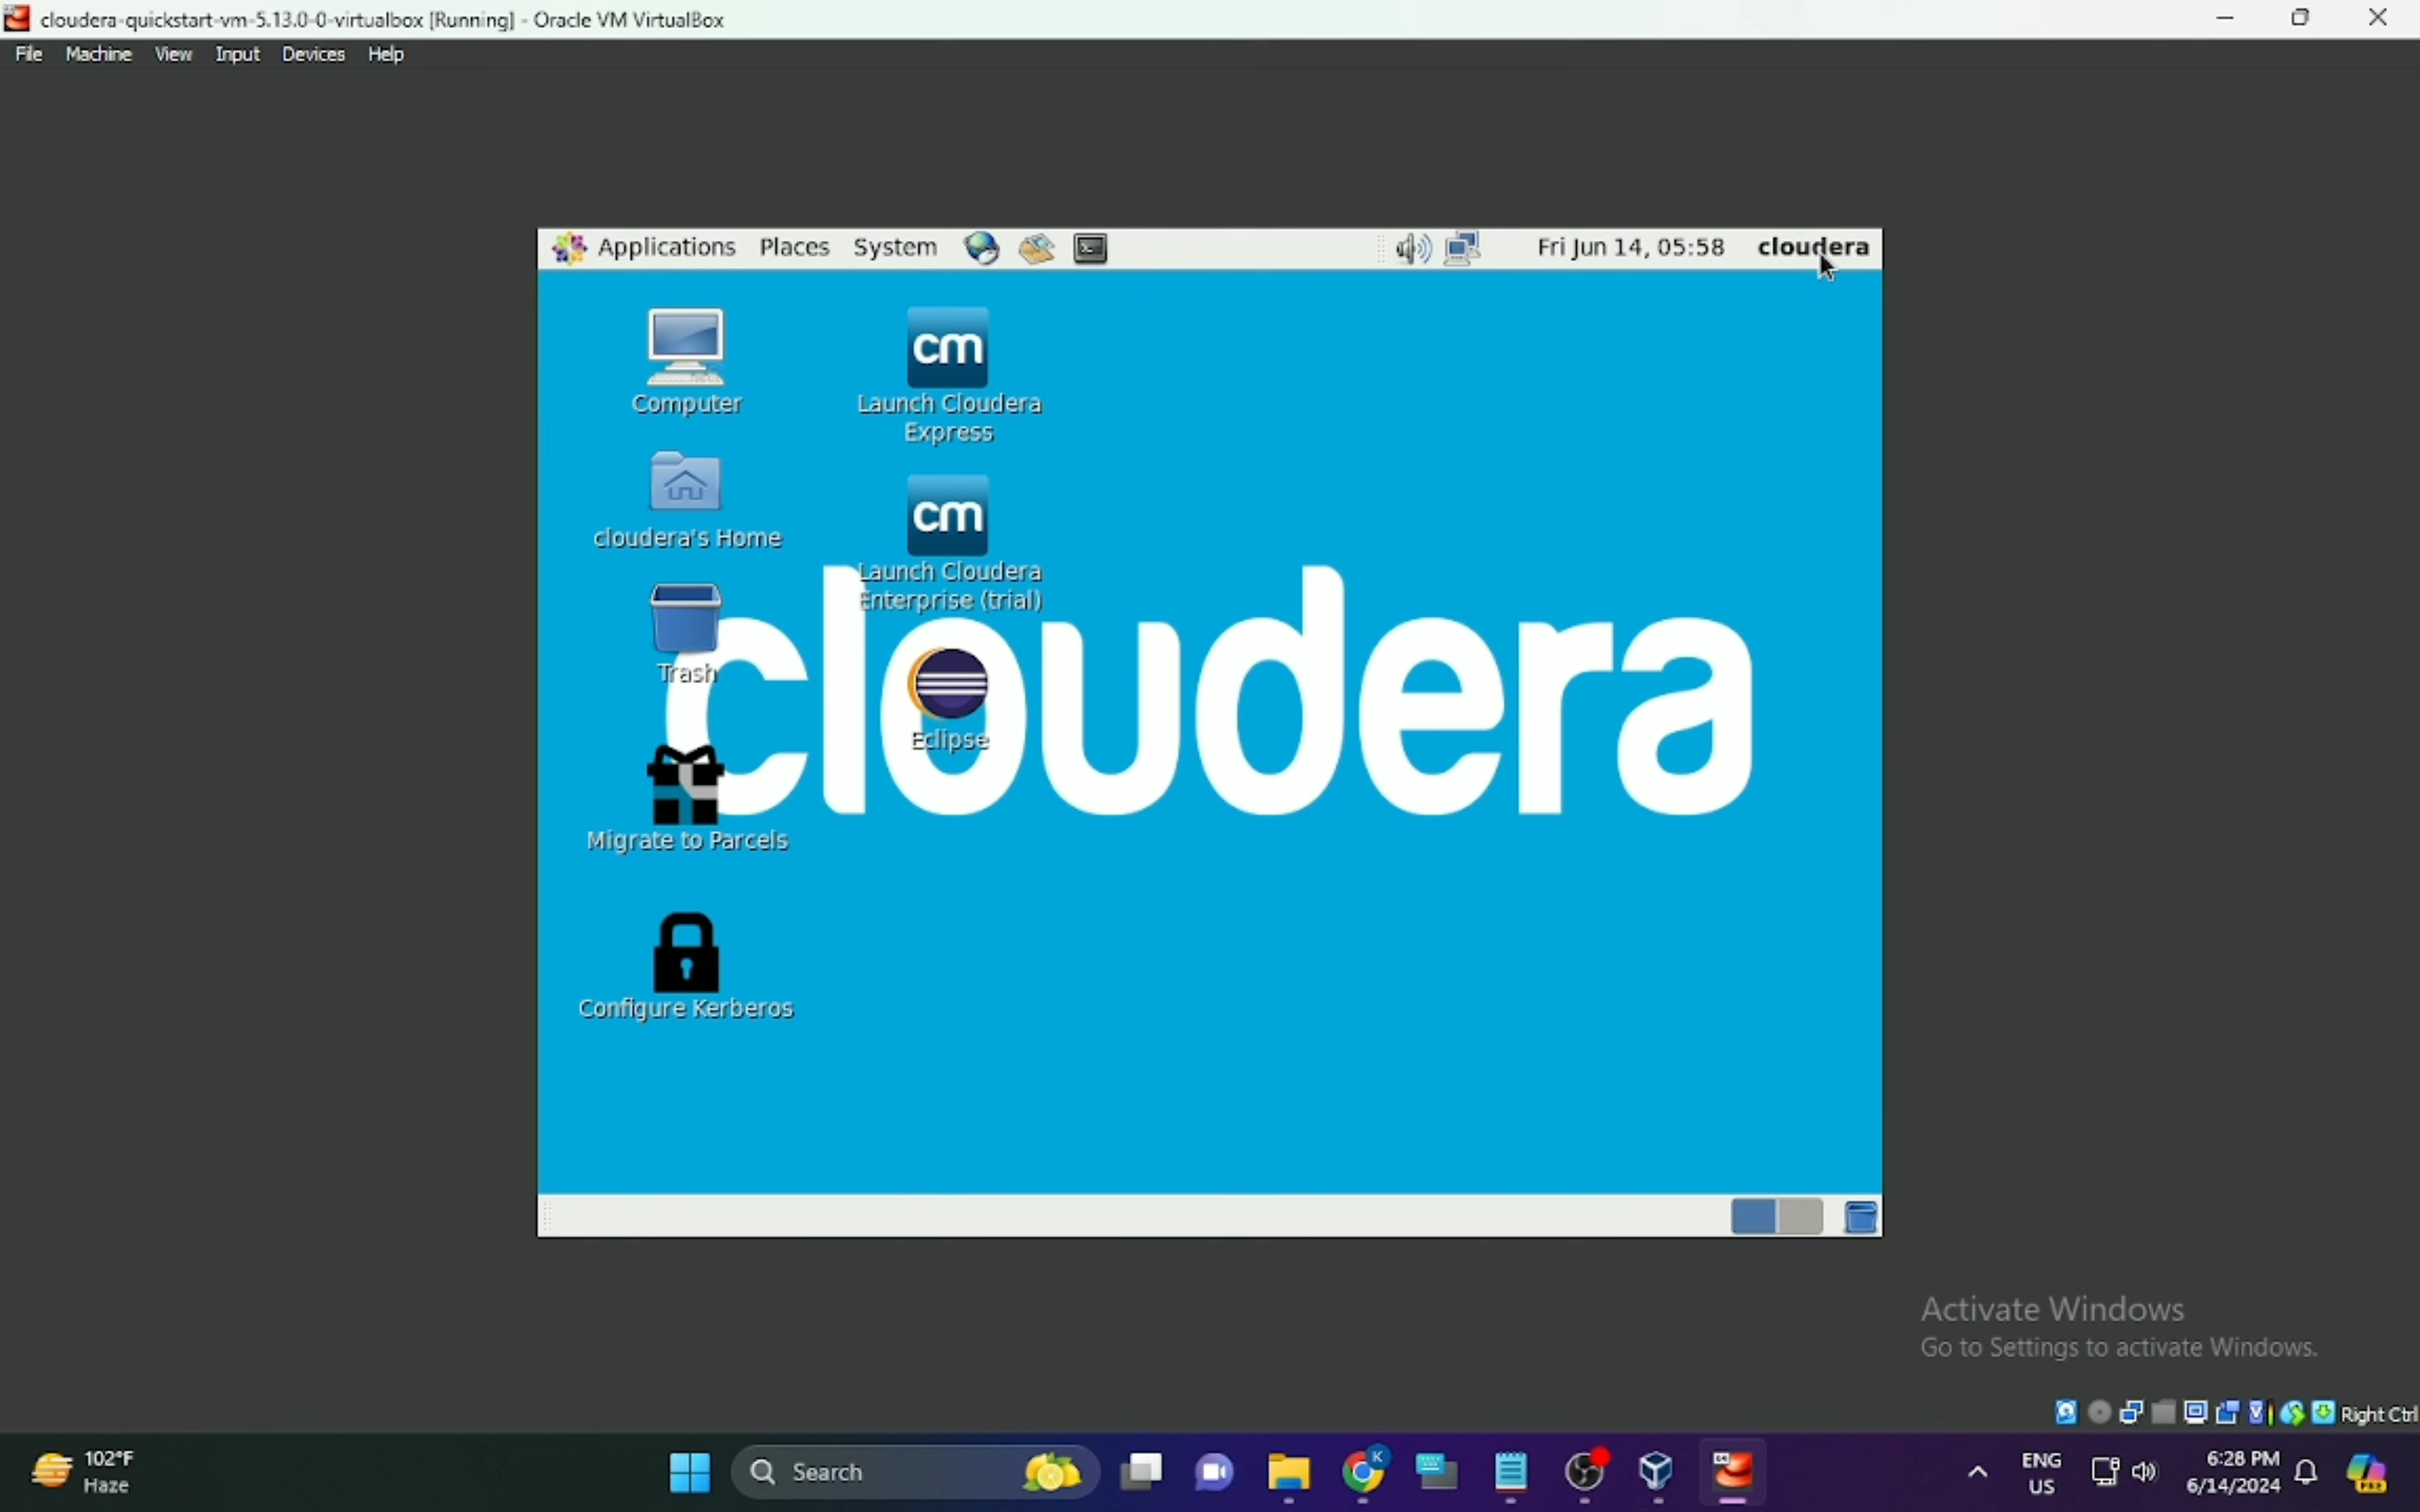 cloudera-quickstart-vm-5.13.0-0-virtualbox [Running] - Oracle VM VirtualBox
File Machine View Input Devices Help
Applications Places System Fri Jun 14, 05:58 cloudera
Computer
Launch Cloudera
Express
cloudera's Home
Launch Cloudera
Enterprise (trial)
Trash
Eclipse
cloudera
Migrate to Parcels
Configure Kerberos
Activate Windows
Go to Settings to activate Windows.
Right Ctrl
102°F
Haze
Search
ENG
US
6:28 PM
6/14/2024